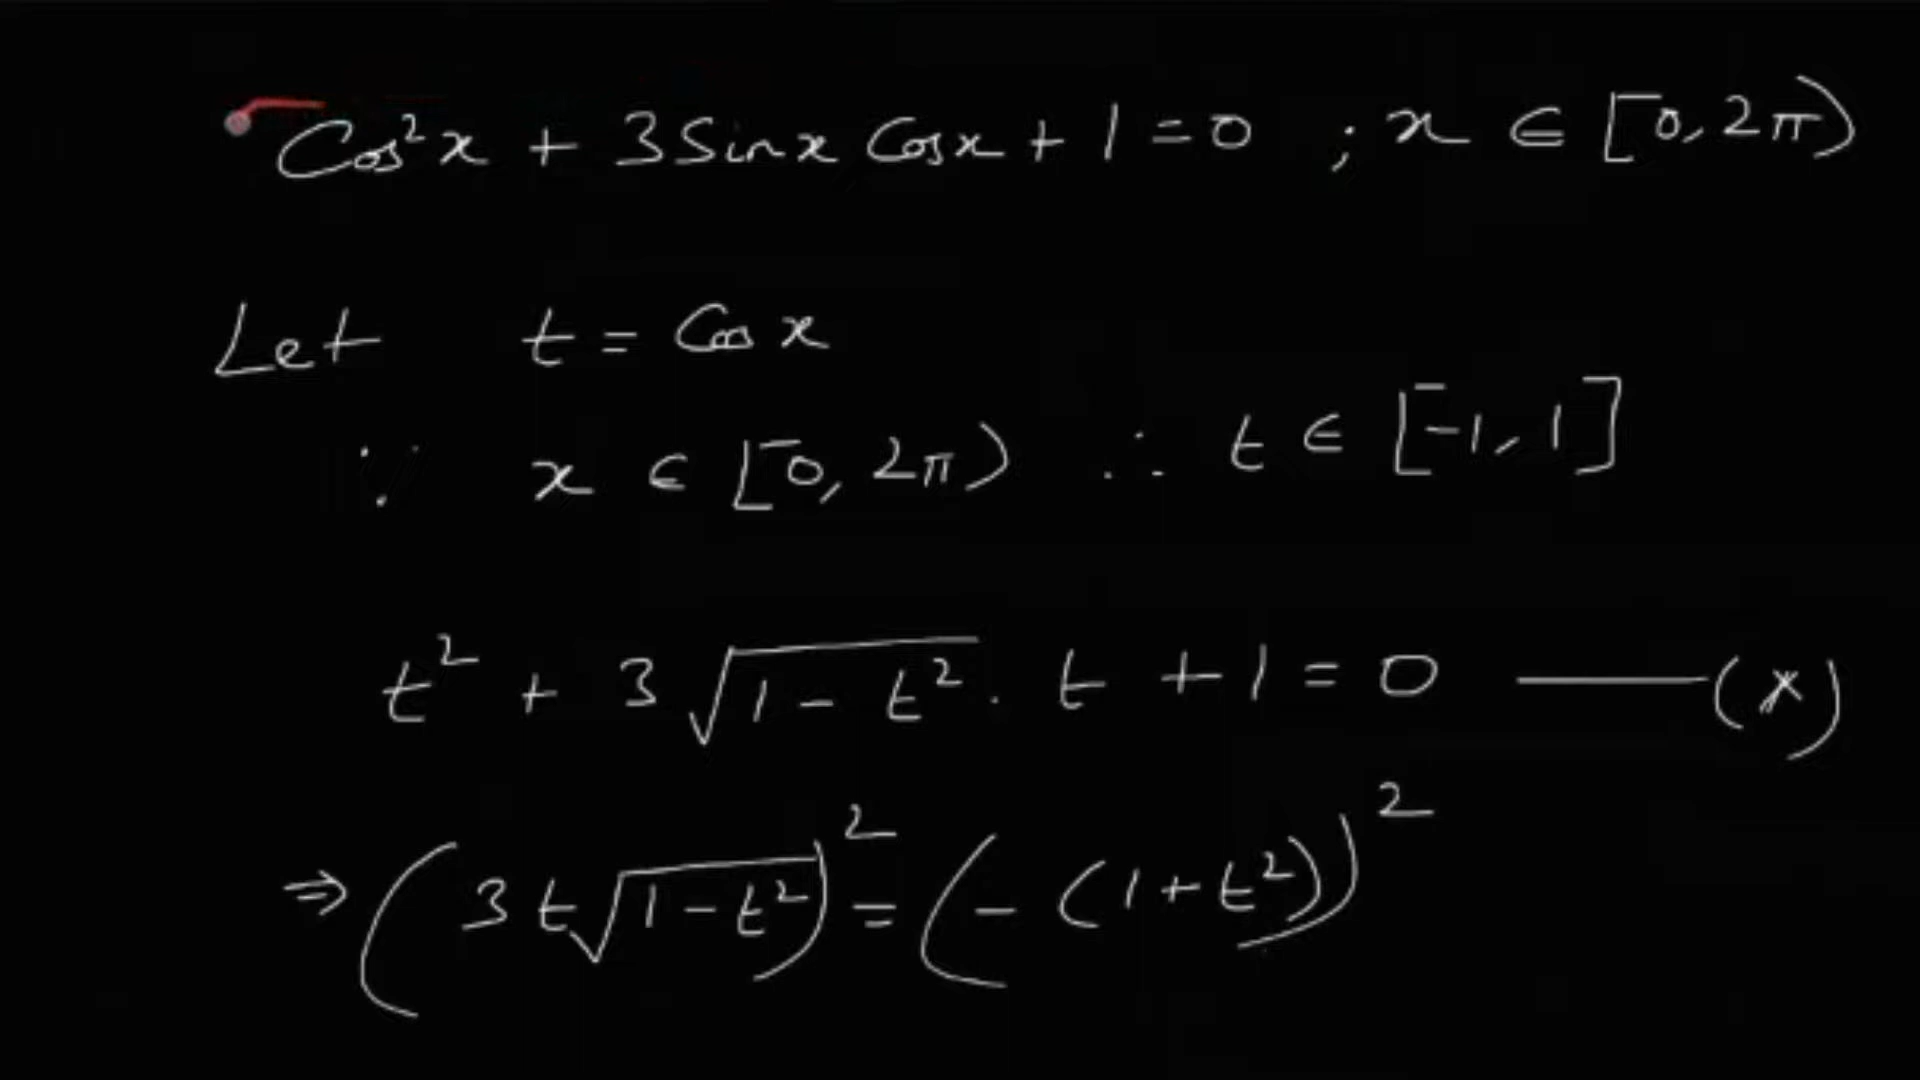 Cos²x + 3Sinx Cosx + 1 = 0 ; x ∈ [0, 2π)
Let t = Cos x
∵ x ∈ [0, 2π) ∴ t ∈ [-1, 1]
t² + 3√(1 - t²) . t + 1 = 0 —— (*)
⇒ (3t√(1 - t²))² = (- (1 + t²))²